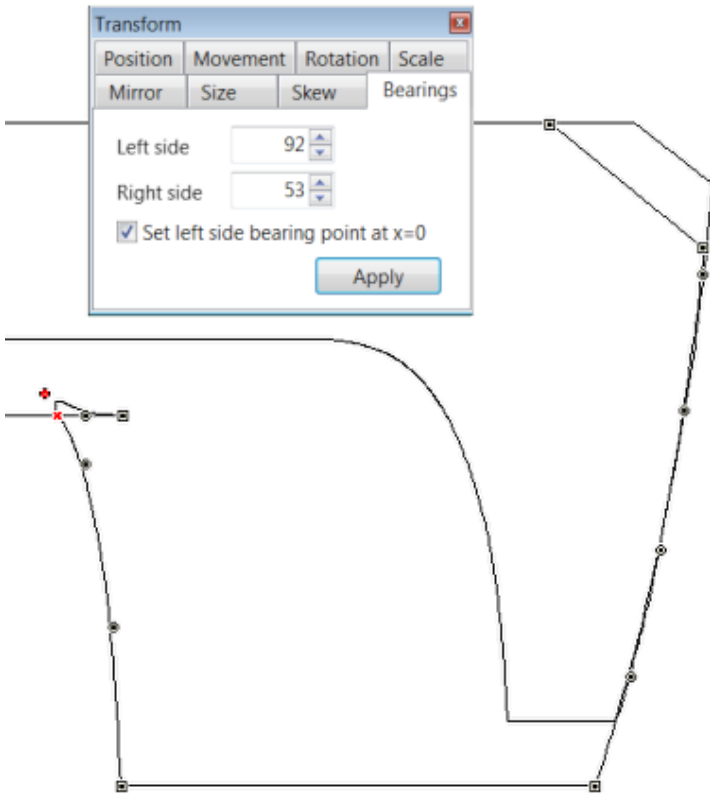 Transform
Position Movement Rotation Scale
Mirror Size Skew Bearings
Left side 92
Right side 53
Set left side bearing point at x=0
Apply